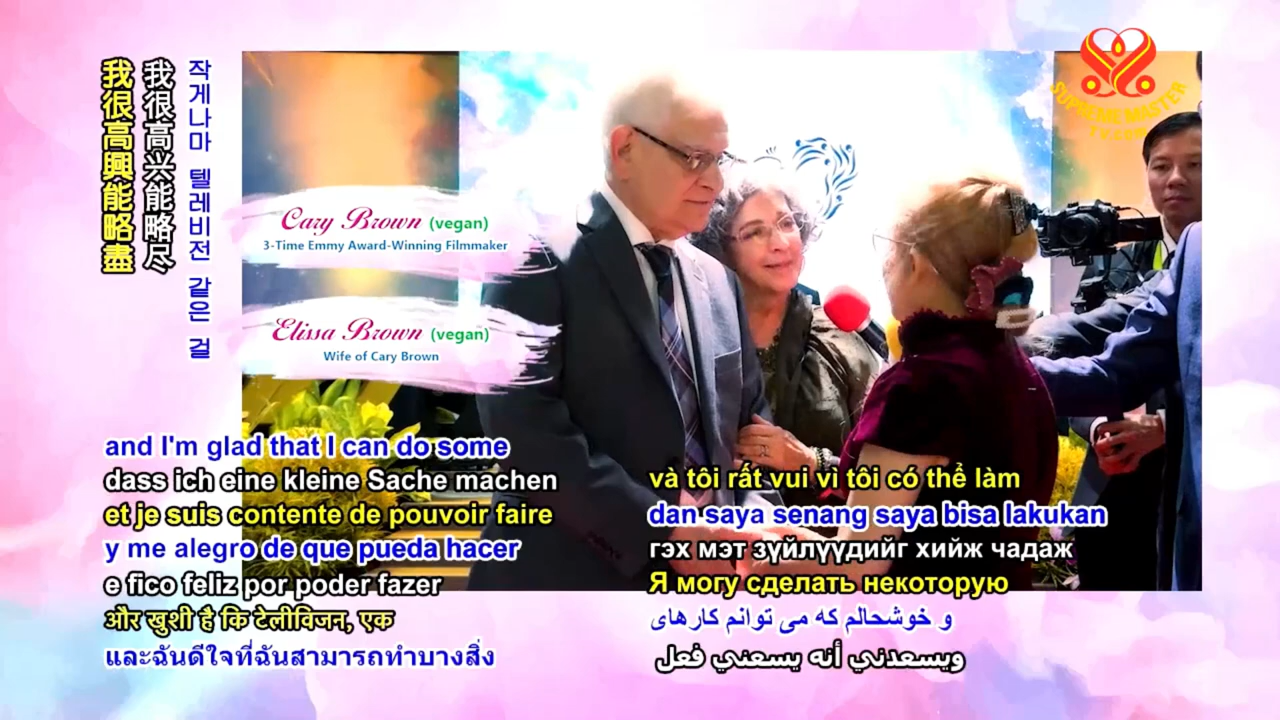 我很高興能略盡
我很高兴能略尽
작게나마 텔레비전 같은 걸
SUPREME MASTER
TV.COM
Cary Brown (vegan)
3-Time Emmy Award-Winning Filmmaker
Elissa Brown (vegan)
Wife of Cary Brown
and I'm glad that I can do some
dass ich eine kleine Sache machen
et je suis contente de pouvoir faire
y me alegro de que pueda hacer
e fico feliz por poder fazer
और खुशी है कि टेलीविजन, एक
และฉันดีใจที่ฉันสามารถทำบางสิ่ง
và tôi rất vui vì tôi có thể làm
dan saya senang saya bisa lakukan
гэх мэт зүйлүүдийг хийж чадаж
Я могу сделать некоторую
و خوشحالم که می توانم کارهای
ويسعدني أنه يسعني فعل